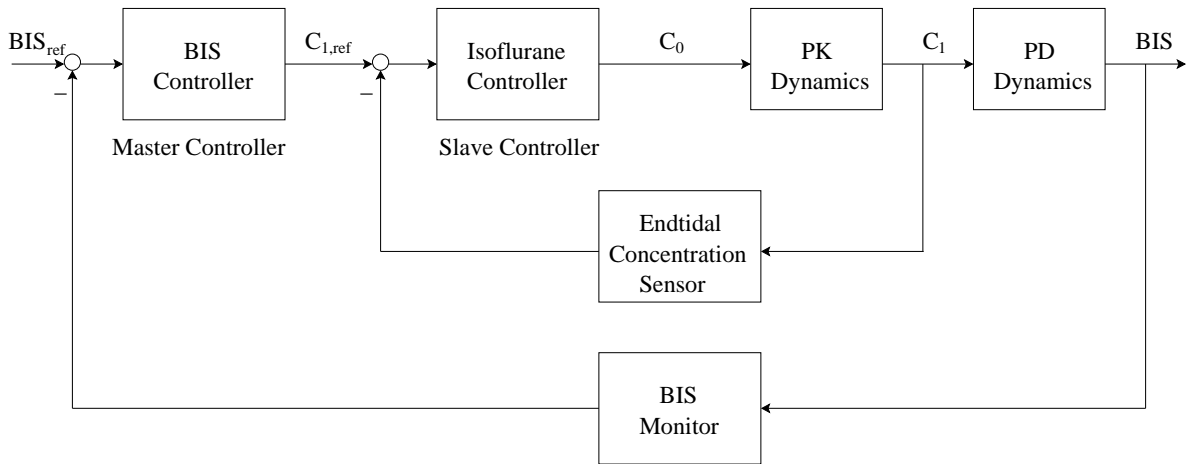 BIS_ref
BIS
Controller
Master Controller
C_1,ref
Isoflurane
Controller
Slave Controller
C_0
PK
Dynamics
C_1
PD
Dynamics
BIS
−
−
Endtidal
Concentration
Sensor
BIS
Monitor